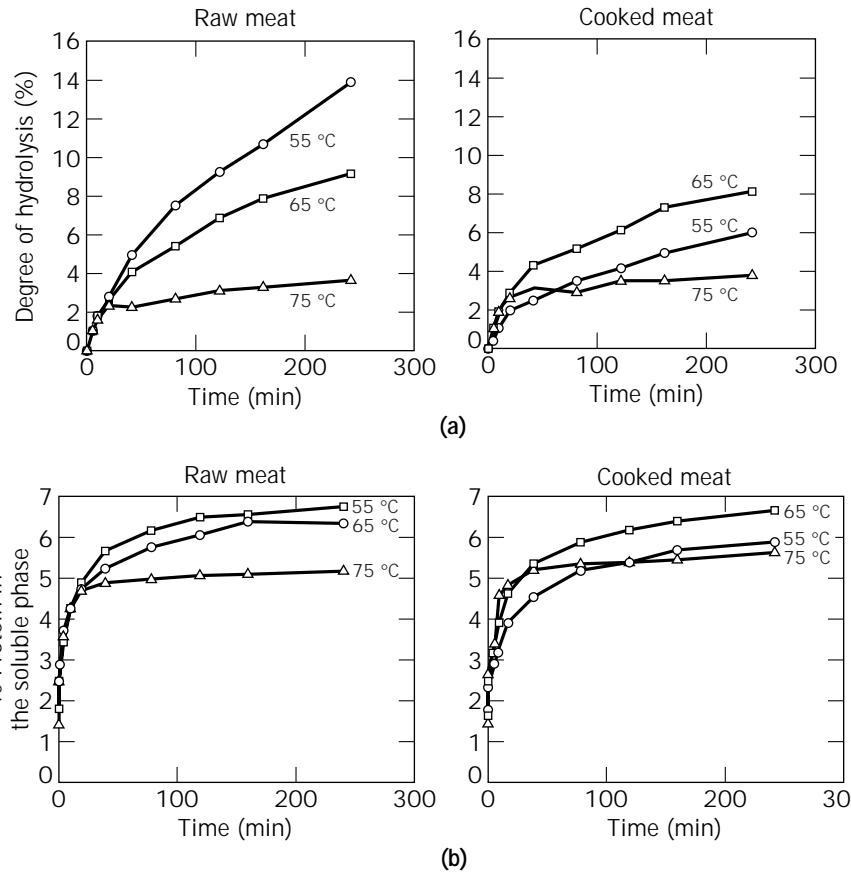 Raw meat
Cooked meat
Degree of hydrolysis (%)
16
14
12
10
8
6
4
2
0
55 °C
65 °C
75 °C
0
100
200
300
Time (min)
16
14
12
10
8
6
4
2
0
65 °C
55 °C
75 °C
0
100
200
300
Time (min)
(a)
Raw meat
Cooked meat
the soluble phase
7
6
5
4
3
2
1
0
55 °C
65 °C
75 °C
0
100
200
300
Time (min)
7
6
5
4
3
2
1
0
65 °C
55 °C
75 °C
0
100
200
30
Time (min)
(b)